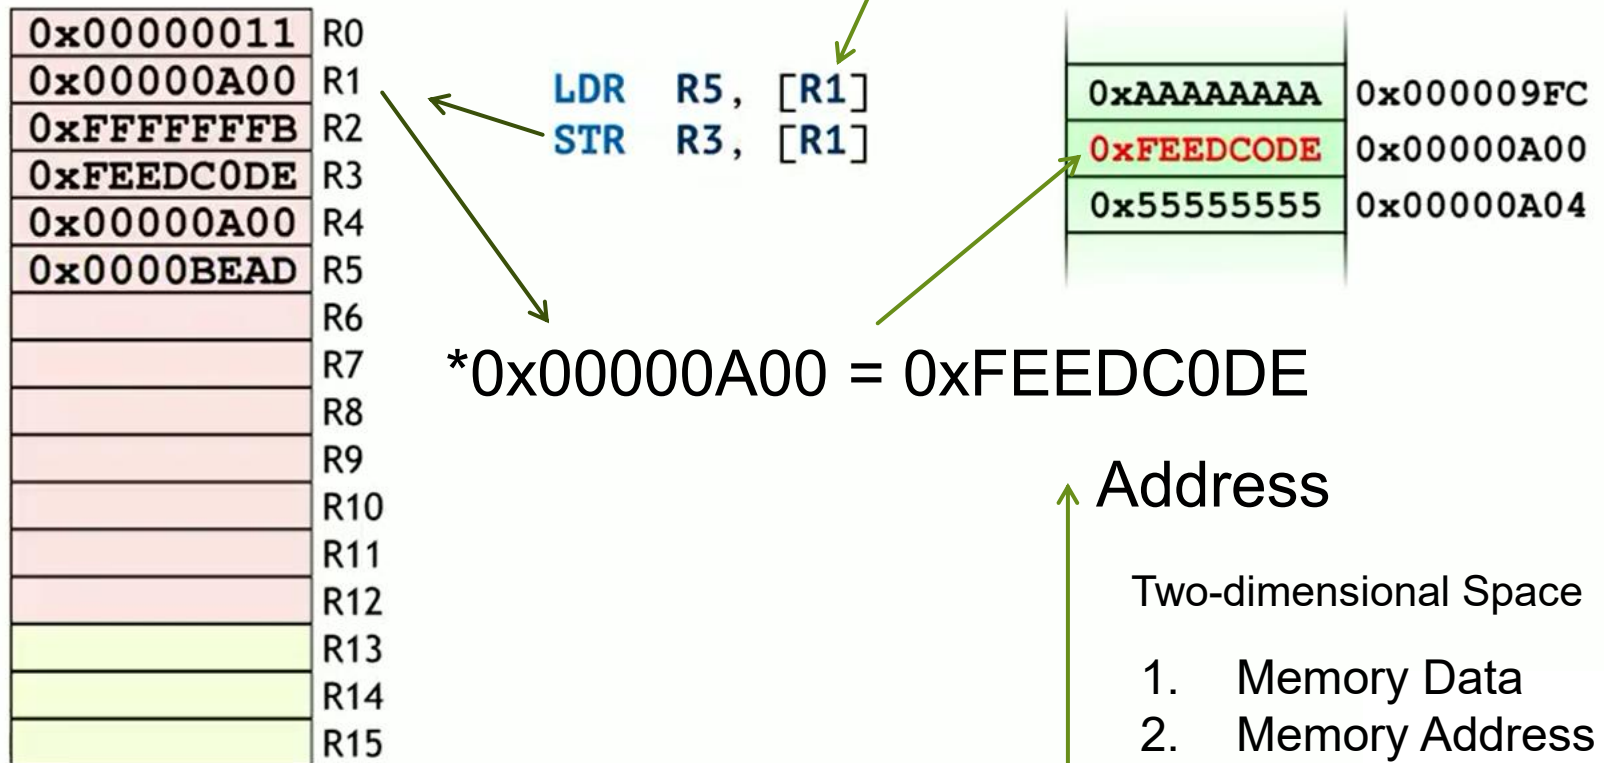 0x00000011 R0
0x00000A00 R1
0xFFFFFFFB R2
0xFEEDC0DE R3
0x00000A00 R4
0x0000BEAD R5
R6
R7
R8
R9
R10
R11
R12
R13
R14
R15
LDR R5, [R1]
STR R3, [R1]
0xAAAAAAAA 0x000009FC
0xFEEDCODE 0x00000A00
0x55555555 0x00000A04
*0x00000A00 = 0xFEEDC0DE
Address
Two-dimensional Space
1. Memory Data
2. Memory Address